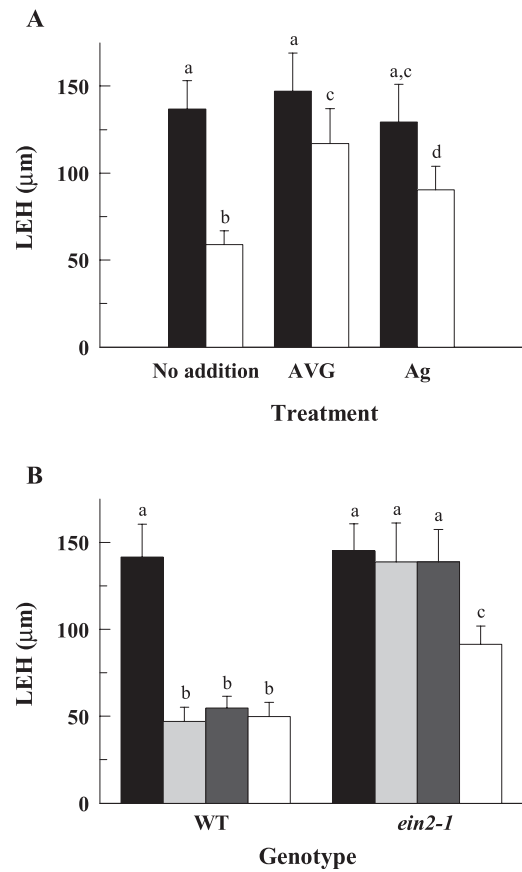 A
150
100
50
0
LEH (μm)
a
b
a
c
a,c
d
No addition AVG Ag
Treatment
B
150
100
50
0
LEH (μm)
a
b
b
b
a
a
a
c
WT ein2-1
Genotype